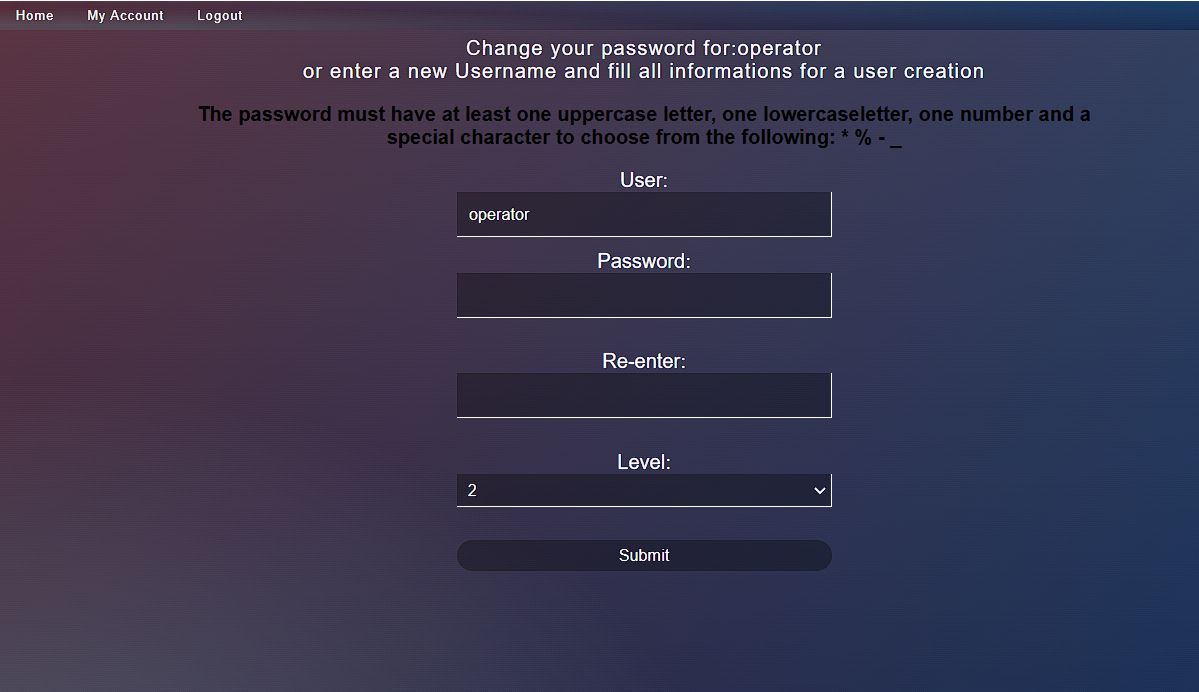 Home My Account Logout
Change your password for:operator
or enter a new Username and fill all informations for a user creation
The password must have at least one uppercase letter, one lowercaseletter, one number and a
special character to choose from the following: * % - _
User:
operator
Password:
Re-enter:
Level:
2
Submit